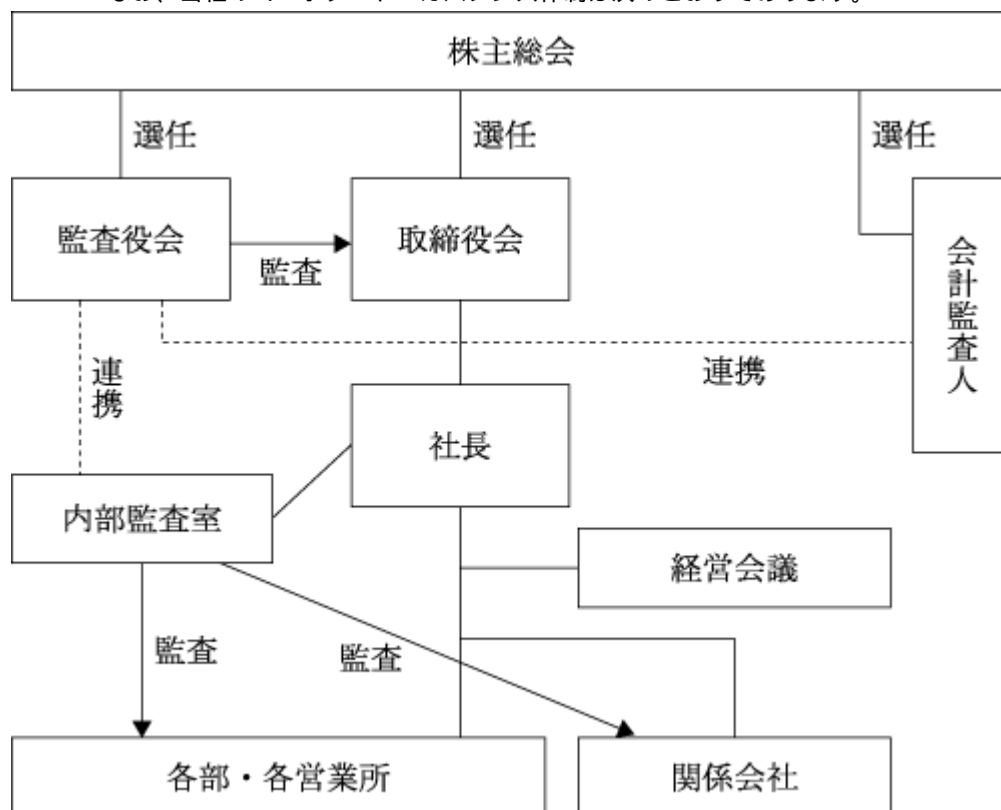 株主総会
選任
選任
選任
監査役会
監査
取締役会
会計監査人
連携
連携
社長
内部監査室
経営会議
監査
監査
各部・各営業所
関係会社